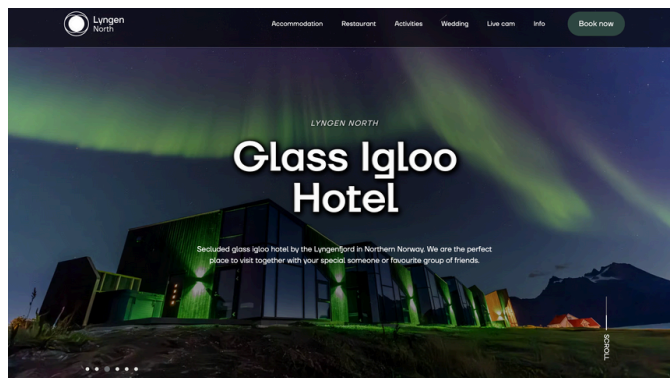 Lyngen
North
Accommodation Restaurant Activities Wedding Live cam Info Book now
LYNGEN NORTH
Glass Igloo
Hotel
Secluded glass igloo hotel by the Lyngenfjord in Northern Norway. We are the perfect
place to visit together with your special someone or favourite group of friends.
SCROLL